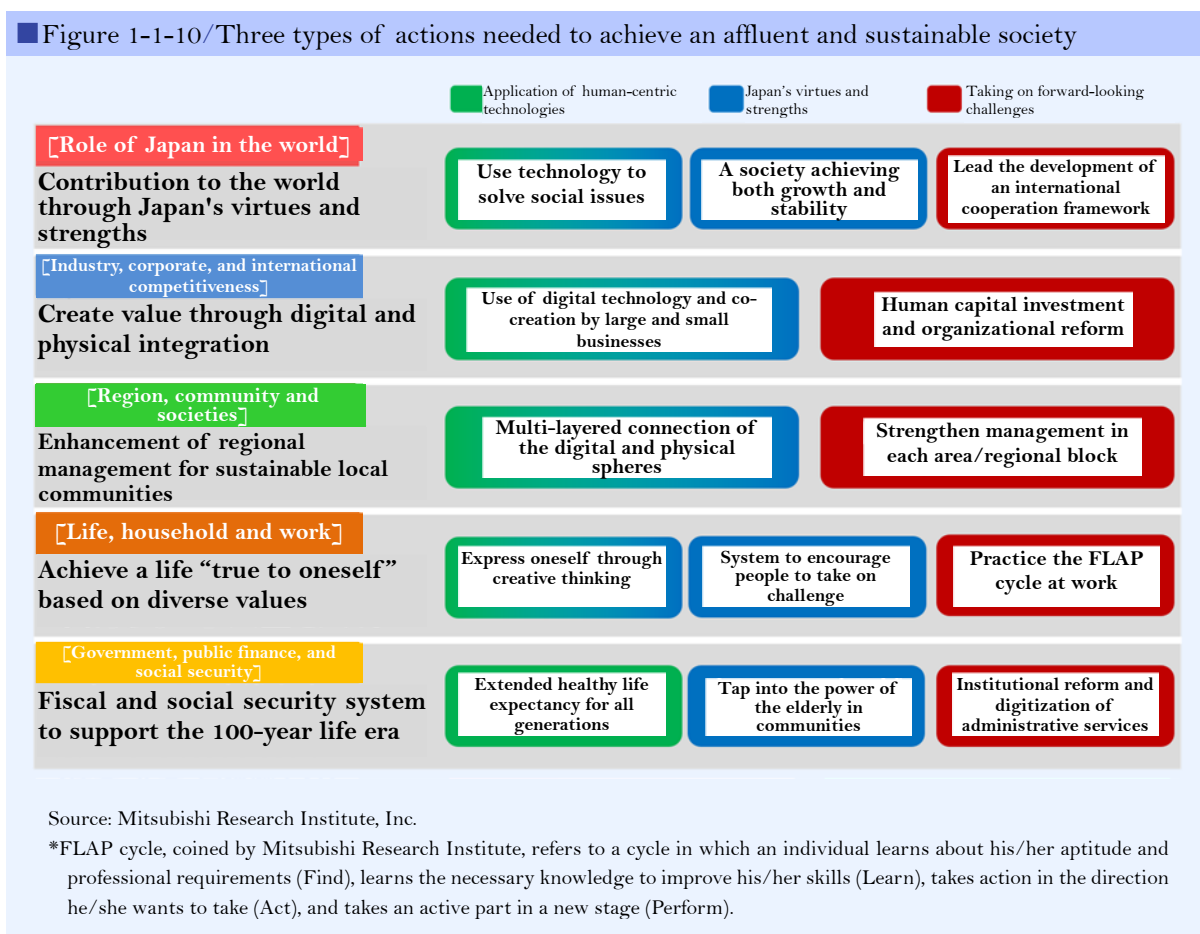 Figure 1-1-10/Three types of actions needed to achieve an affluent and sustainable society
Application of human-centric
technologies
Japan's virtues and
strengths
Taking on forward-looking
challenges
[Role of Japan in the world]
Contribution to the world
through Japan's virtues and
strengths
Use technology to
solve social issues
A society achieving
both growth and
stability
Lead the development of
an international
cooperation framework
[Industry, corporate, and international
competitiveness]
Create value through digital and
physical integration
Use of digital technology and co-
creation by large and small
businesses
Human capital investment
and organizational reform
[Region, community and
societies]
Enhancement of regional
management for sustainable local
communities
Multi-layered connection of
the digital and physical
spheres
Strengthen management in
each area/regional block
[Life, household and work]
Achieve a life “true to oneself”
based on diverse values
Express oneself through
creative thinking
System to encourage
people to take on
challenge
Practice the FLAP
cycle at work
[Government, public finance, and
social security]
Fiscal and social security system
to support the 100-year life era
Extended healthy life
expectancy for all
generations
Tap into the power of
the elderly in
communities
Institutional reform and
digitization of
administrative services
Source: Mitsubishi Research Institute, Inc.
*FLAP cycle, coined by Mitsubishi Research Institute, refers to a cycle in which an individual learns about his/her aptitude and
professional requirements (Find), learns the necessary knowledge to improve his/her skills (Learn), takes action in the direction
he/she wants to take (Act), and takes an active part in a new stage (Perform).